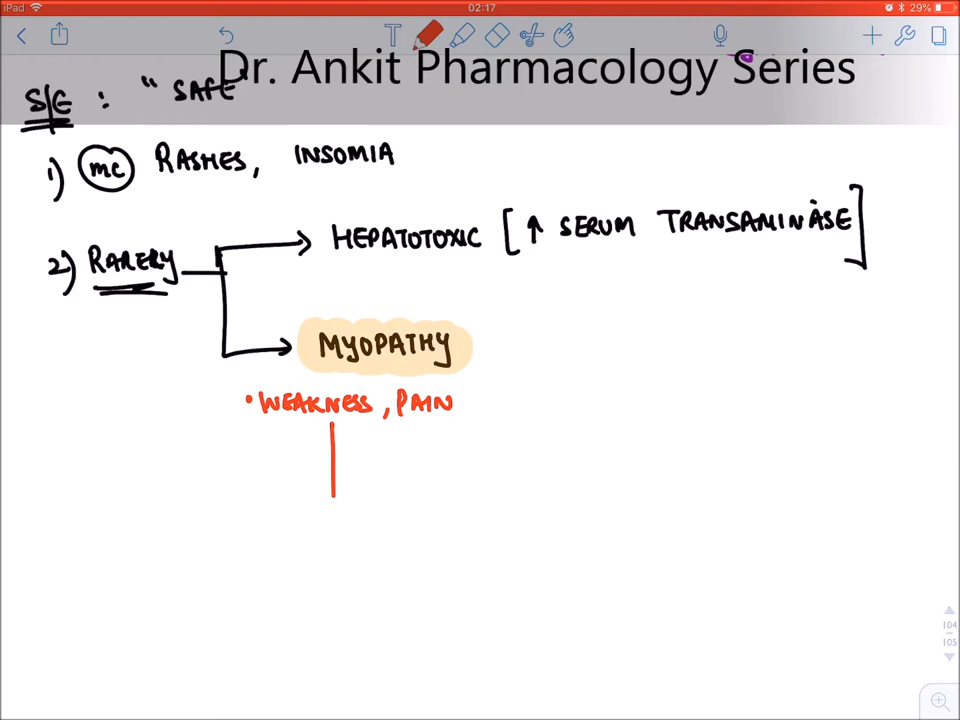 iPad 02:17 29%
T
Dr. Ankit Pharmacology Series
S/E : "SAFE"
1) mc RASHES, INSOMIA
HEPATOTOXIC [↑ SERUM TRANSAMINASE]
2) RARERY
MYOPATHY
• WEAKNESS, PAIN
104
105